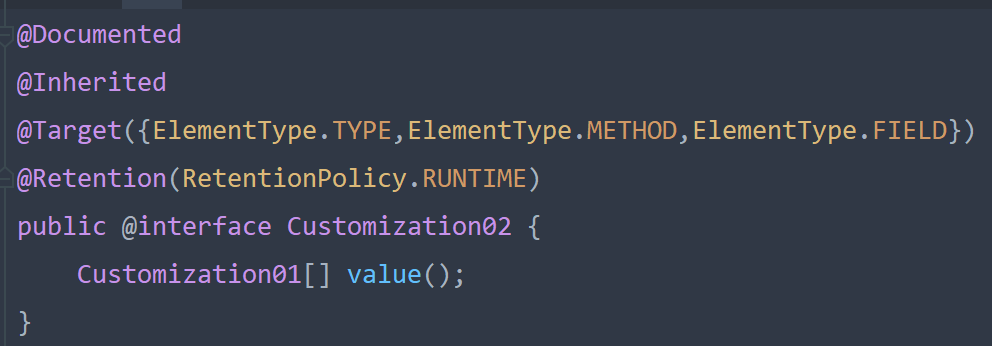 @Documented
@Inherited
@Target({ElementType.TYPE,ElementType.METHOD,ElementType.FIELD})
@Retention(RetentionPolicy.RUNTIME)
public @interface Customization02 {
    Customization01[] value();
}